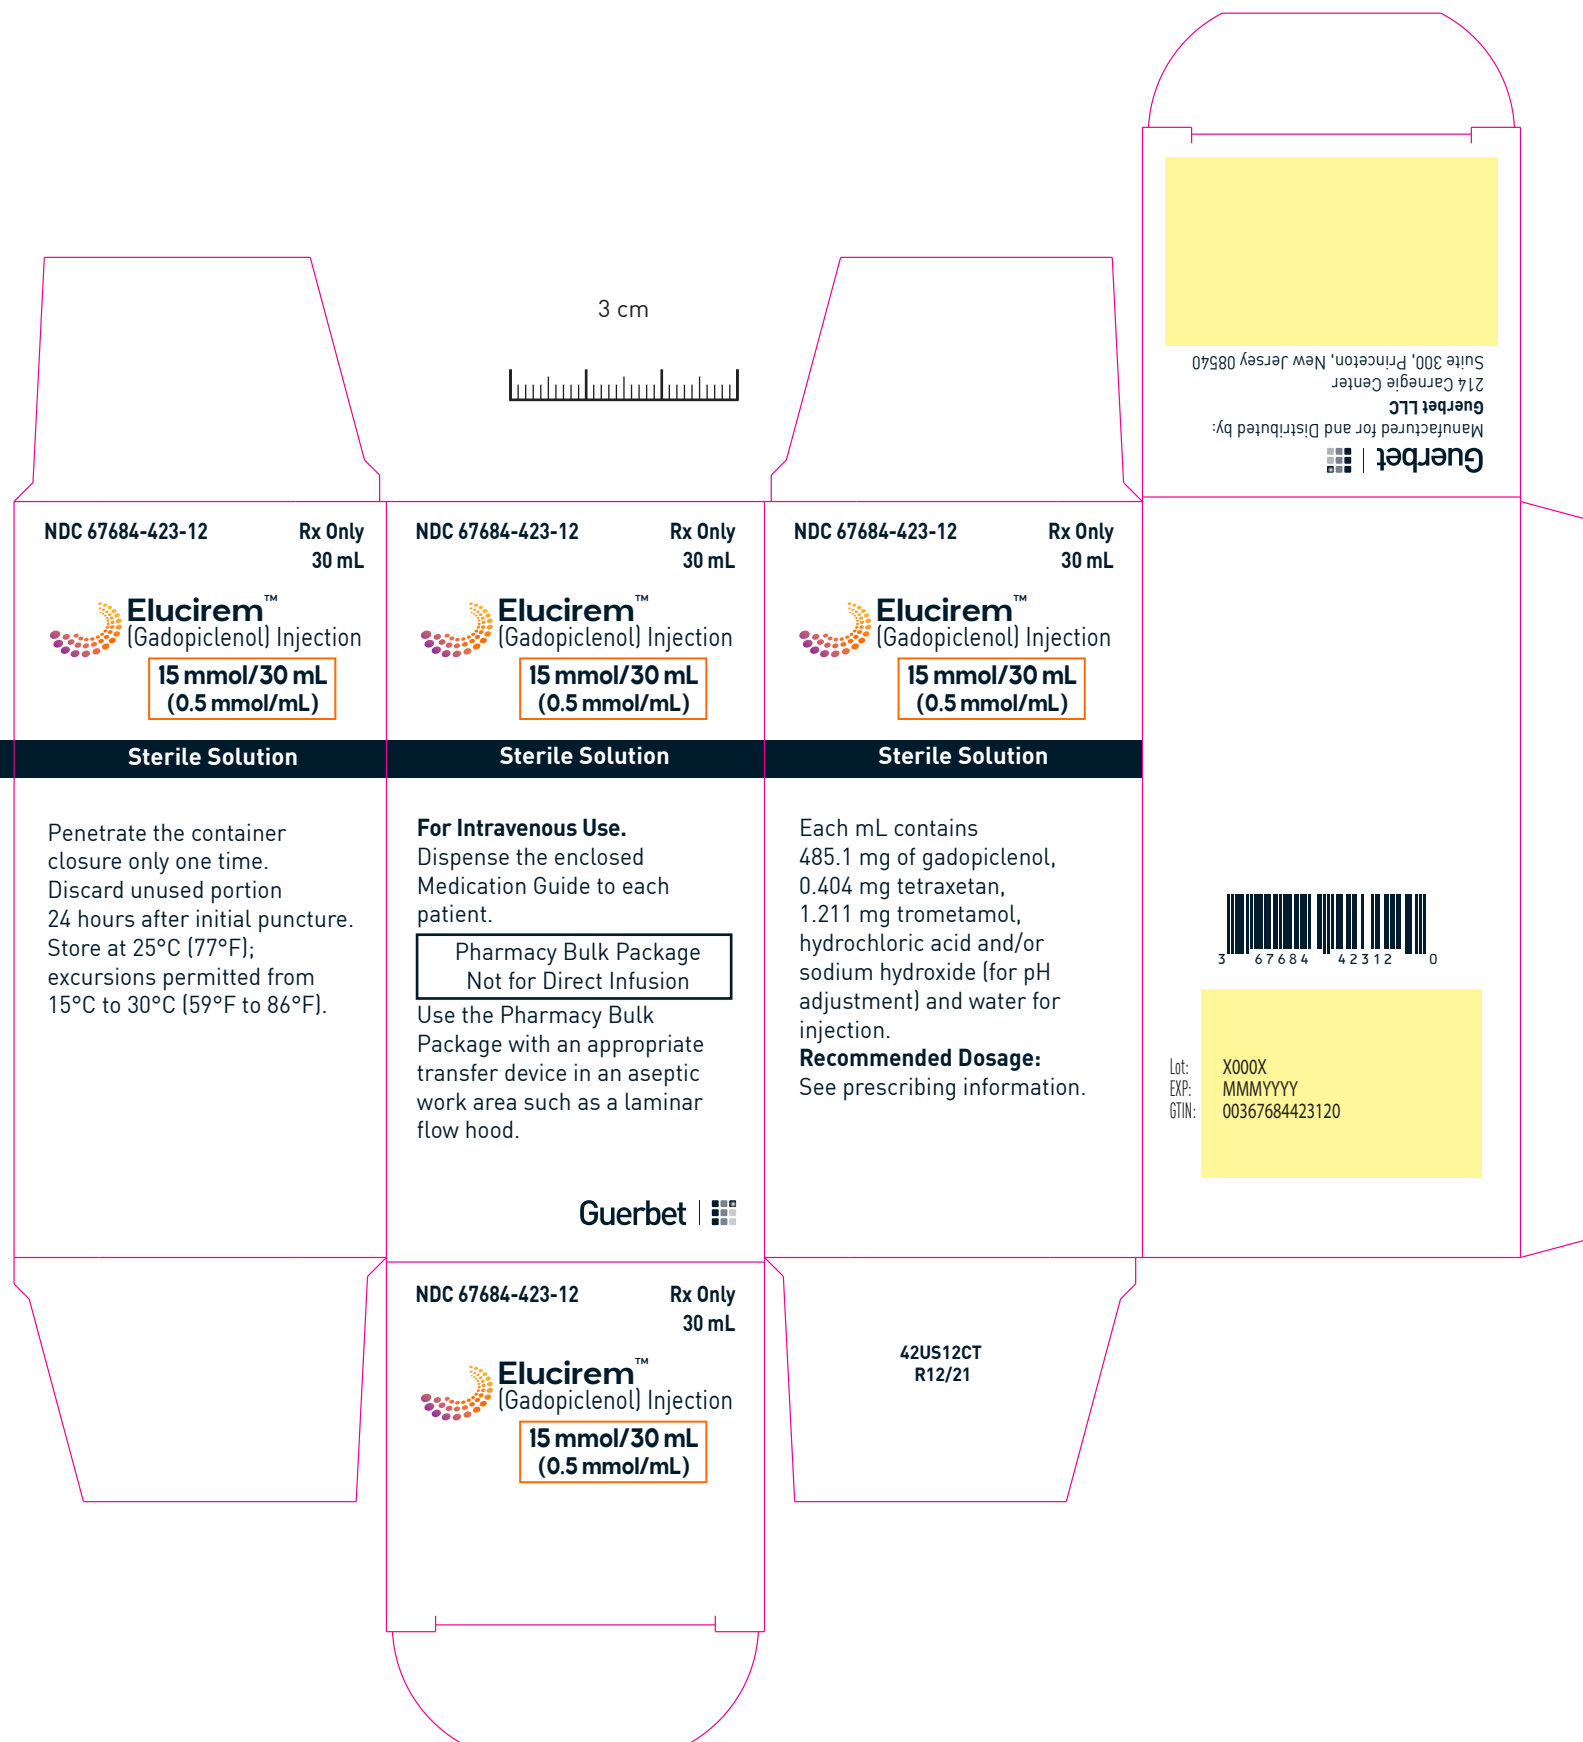 3 cm
Suite 300, Princeton, New Jersey 08540
214 Carnegie Center
Guerbet LLC
Manufactured for and Distributed by:
Guerbet
NDC 67684-423-12 Rx Only
30 mL
Elucirem™
(Gadopiclenol) Injection
15 mmol/30 mL
(0.5 mmol/mL)
Sterile Solution
Penetrate the container
closure only one time.
Discard unused portion
24 hours after initial puncture.
Store at 25°C (77°F);
excursions permitted from
15°C to 30°C (59°F to 86°F).
NDC 67684-423-12 Rx Only
30 mL
Elucirem™
(Gadopiclenol) Injection
15 mmol/30 mL
(0.5 mmol/mL)
Sterile Solution
For Intravenous Use.
Dispense the enclosed
Medication Guide to each
patient.
Pharmacy Bulk Package
Not for Direct Infusion
Use the Pharmacy Bulk
Package with an appropriate
transfer device in an aseptic
work area such as a laminar
flow hood.
Guerbet
NDC 67684-423-12 Rx Only
30 mL
Elucirem™
(Gadopiclenol) Injection
15 mmol/30 mL
(0.5 mmol/mL)
Sterile Solution
Each mL contains
485.1 mg of gadopiclenol,
0.404 mg tetraxetan,
1.211 mg trometamol,
hydrochloric acid and/or
sodium hydroxide (for pH
adjustment) and water for
injection.
Recommended Dosage:
See prescribing information.
3 67684 42312 0
Lot: X000X
EXP: MMMYYYY
GTIN: 00367684423120
NDC 67684-423-12 Rx Only
30 mL
Elucirem™
(Gadopiclenol) Injection
15 mmol/30 mL
(0.5 mmol/mL)
42US12CT
R12/21